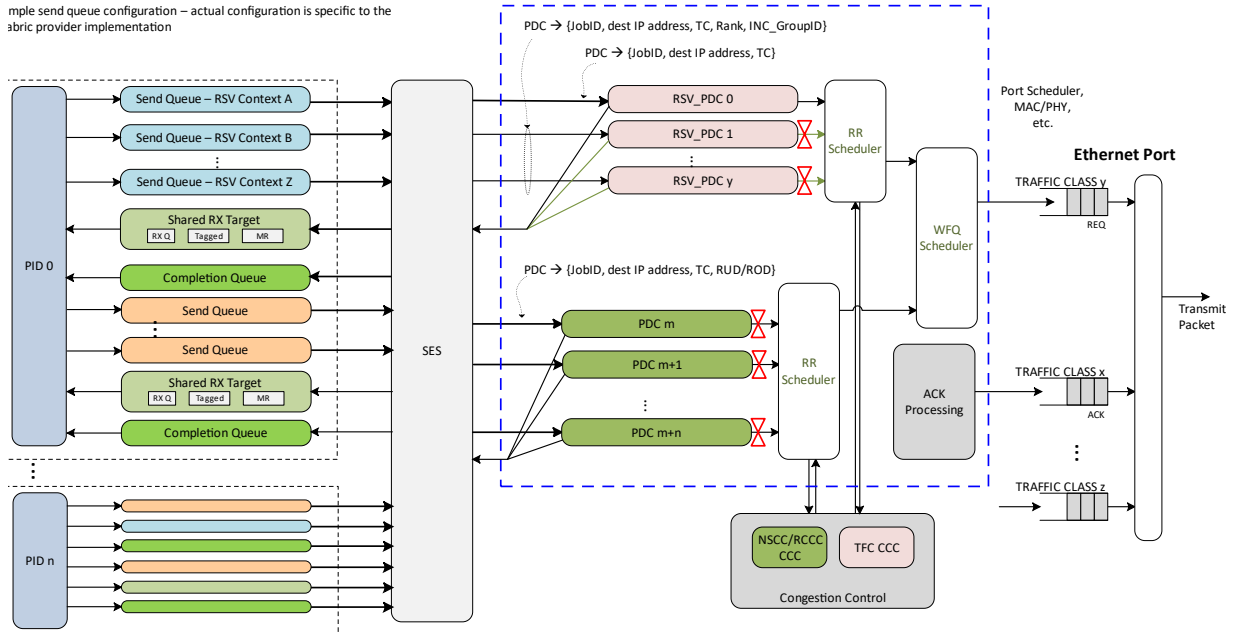 mple send queue configuration – actual configuration is specific to the
abric provider implementation
PDC → {JobID, dest IP address, TC, Rank, INC_GroupID}
PDC → {JobID, dest IP address, TC}
PID 0
Send Queue – RSV Context A
Send Queue – RSV Context B
⋮
Send Queue – RSV Context Z
Shared RX Target
RX Q
Tagged
MR
Completion Queue
Send Queue
⋮
Send Queue
Shared RX Target
RX Q
Tagged
MR
Completion Queue
⋮
PID n
SES
RSV_PDC 0
RSV_PDC 1
⋮
RSV_PDC y
RR
Scheduler
PDC → {JobID, dest IP address, TC, RUD/ROD}
PDC m
PDC m+1
⋮
PDC m+n
RR
Scheduler
WFQ
Scheduler
ACK
Processing
NSCC/RCCC
CCC
TFC CCC
Congestion Control
Port Scheduler,
MAC/PHY,
etc.
Ethernet Port
TRAFFIC CLASS y
REQ
TRAFFIC CLASS x
ACK
⋮
TRAFFIC CLASS z
Transmit
Packet